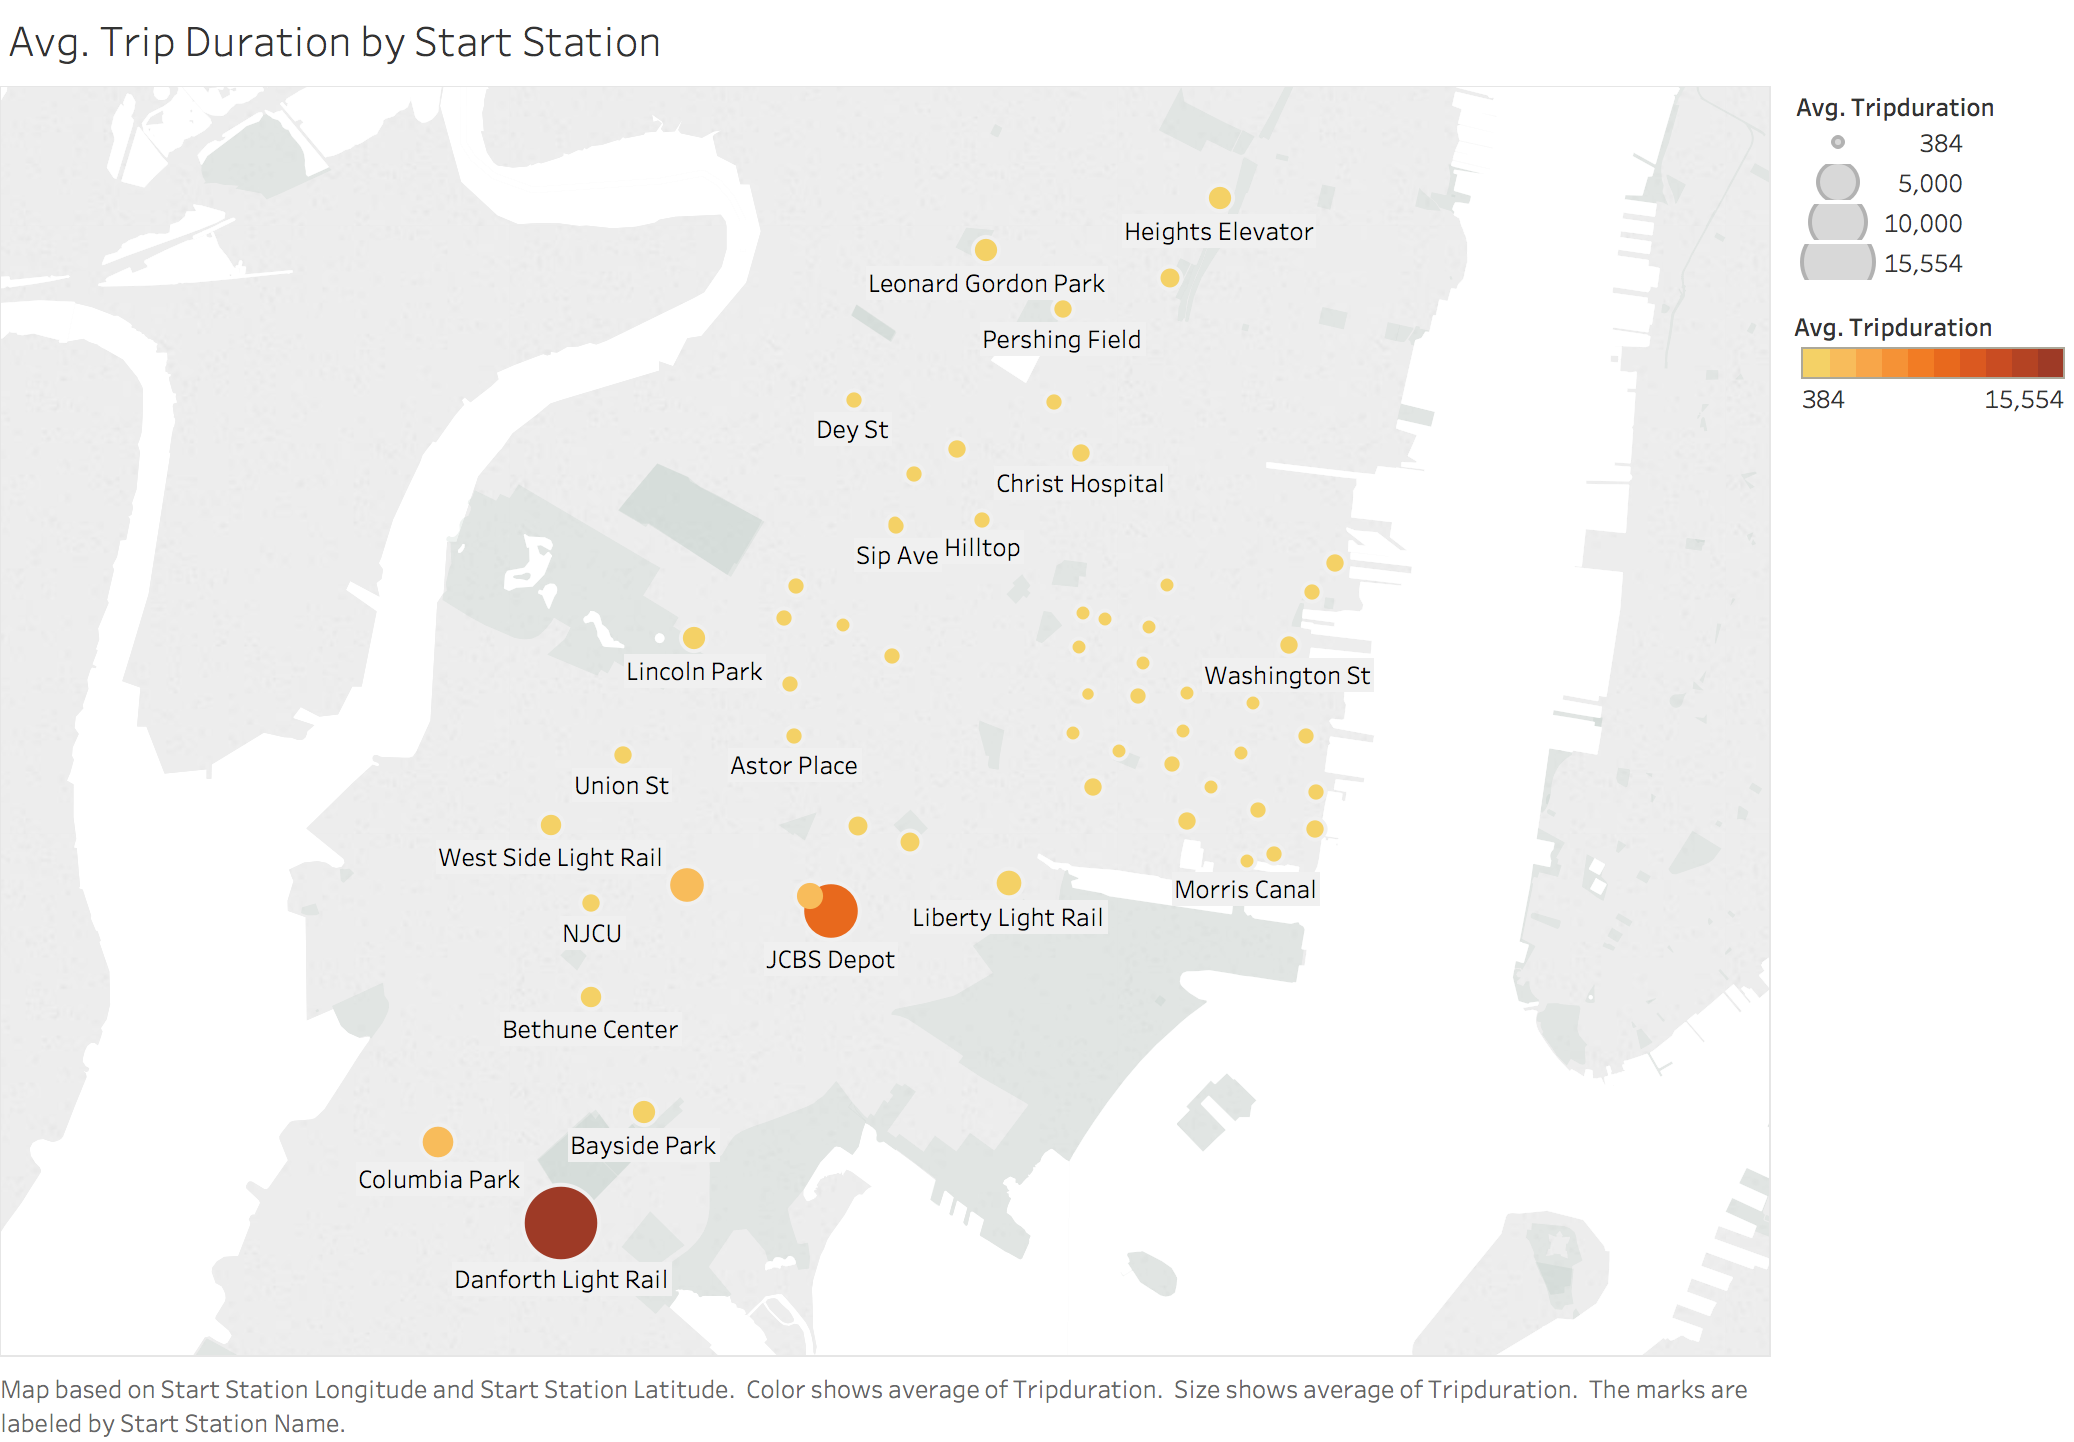 Avg. Trip Duration by Start Station
Avg. Tripduration
384
5,000
10,000
15,554
Avg. Tripduration
384 15,554
Heights Elevator
Leonard Gordon Park
Pershing Field
Dey St
Christ Hospital
Sip Ave
Hilltop
Lincoln Park
Washington St
Astor Place
Union St
West Side Light Rail
Morris Canal
Liberty Light Rail
NJCU
JCBS Depot
Bethune Center
Bayside Park
Columbia Park
Danforth Light Rail
Map based on Start Station Longitude and Start Station Latitude.  Color shows average of Tripduration.  Size shows average of Tripduration.  The marks are
labeled by Start Station Name.